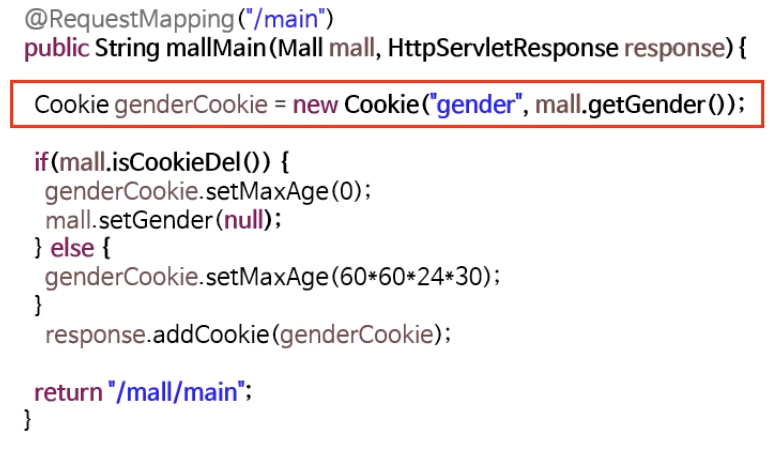 @RequestMapping("/main")
public String mallMain(Mall mall, HttpServletResponse response){
Cookie genderCookie = new Cookie("gender", mall.getGender());
if(mall.isCookieDel()) {
genderCookie.setMaxAge(0);
mall.setGender(null);
} else {
genderCookie.setMaxAge(60*60*24*30);
}
response.addCookie(genderCookie);
return "/mall/main";
}